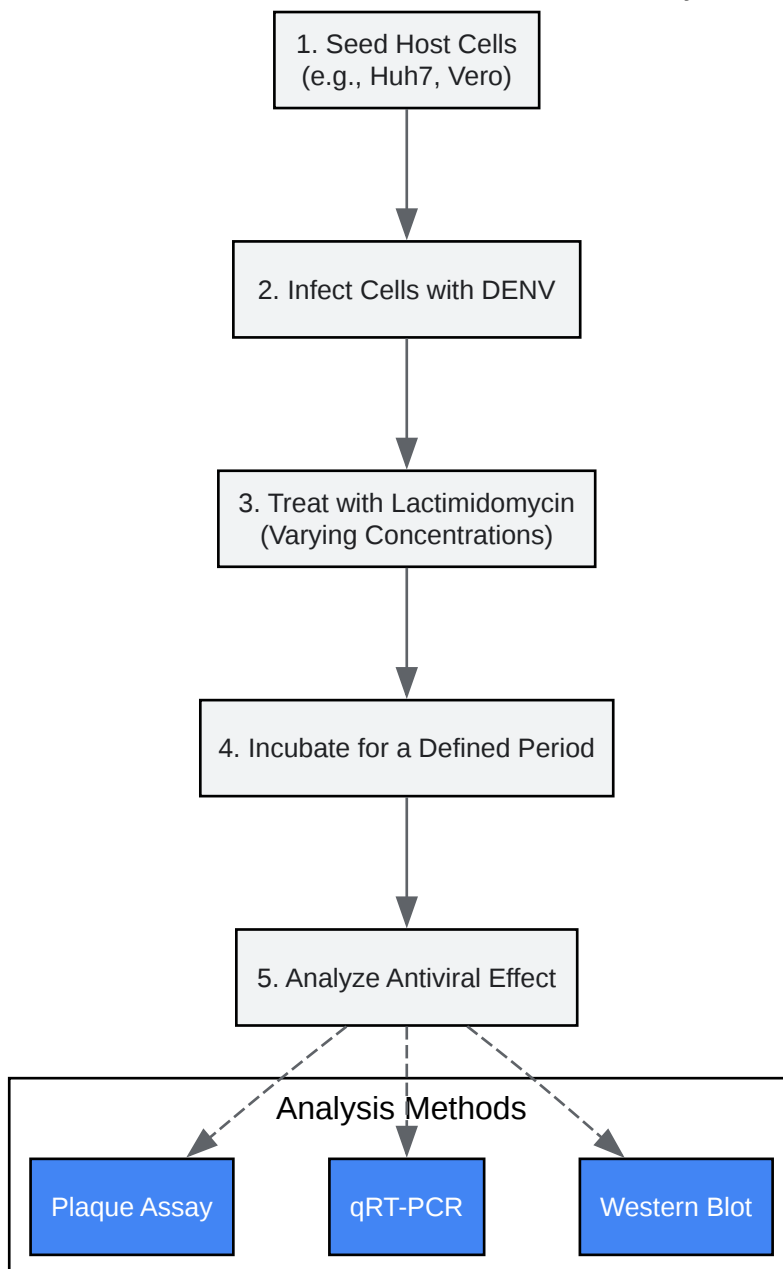 1. Seed Host Cells
(e.g., Huh7, Vero)
2. Infect Cells with DENV
3. Treat with Lactimidomycin
(Varying Concentrations)
4. Incubate for a Defined Period
5. Analyze Antiviral Effect
Analysis Methods
Plaque Assay
qRT-PCR
Western Blot